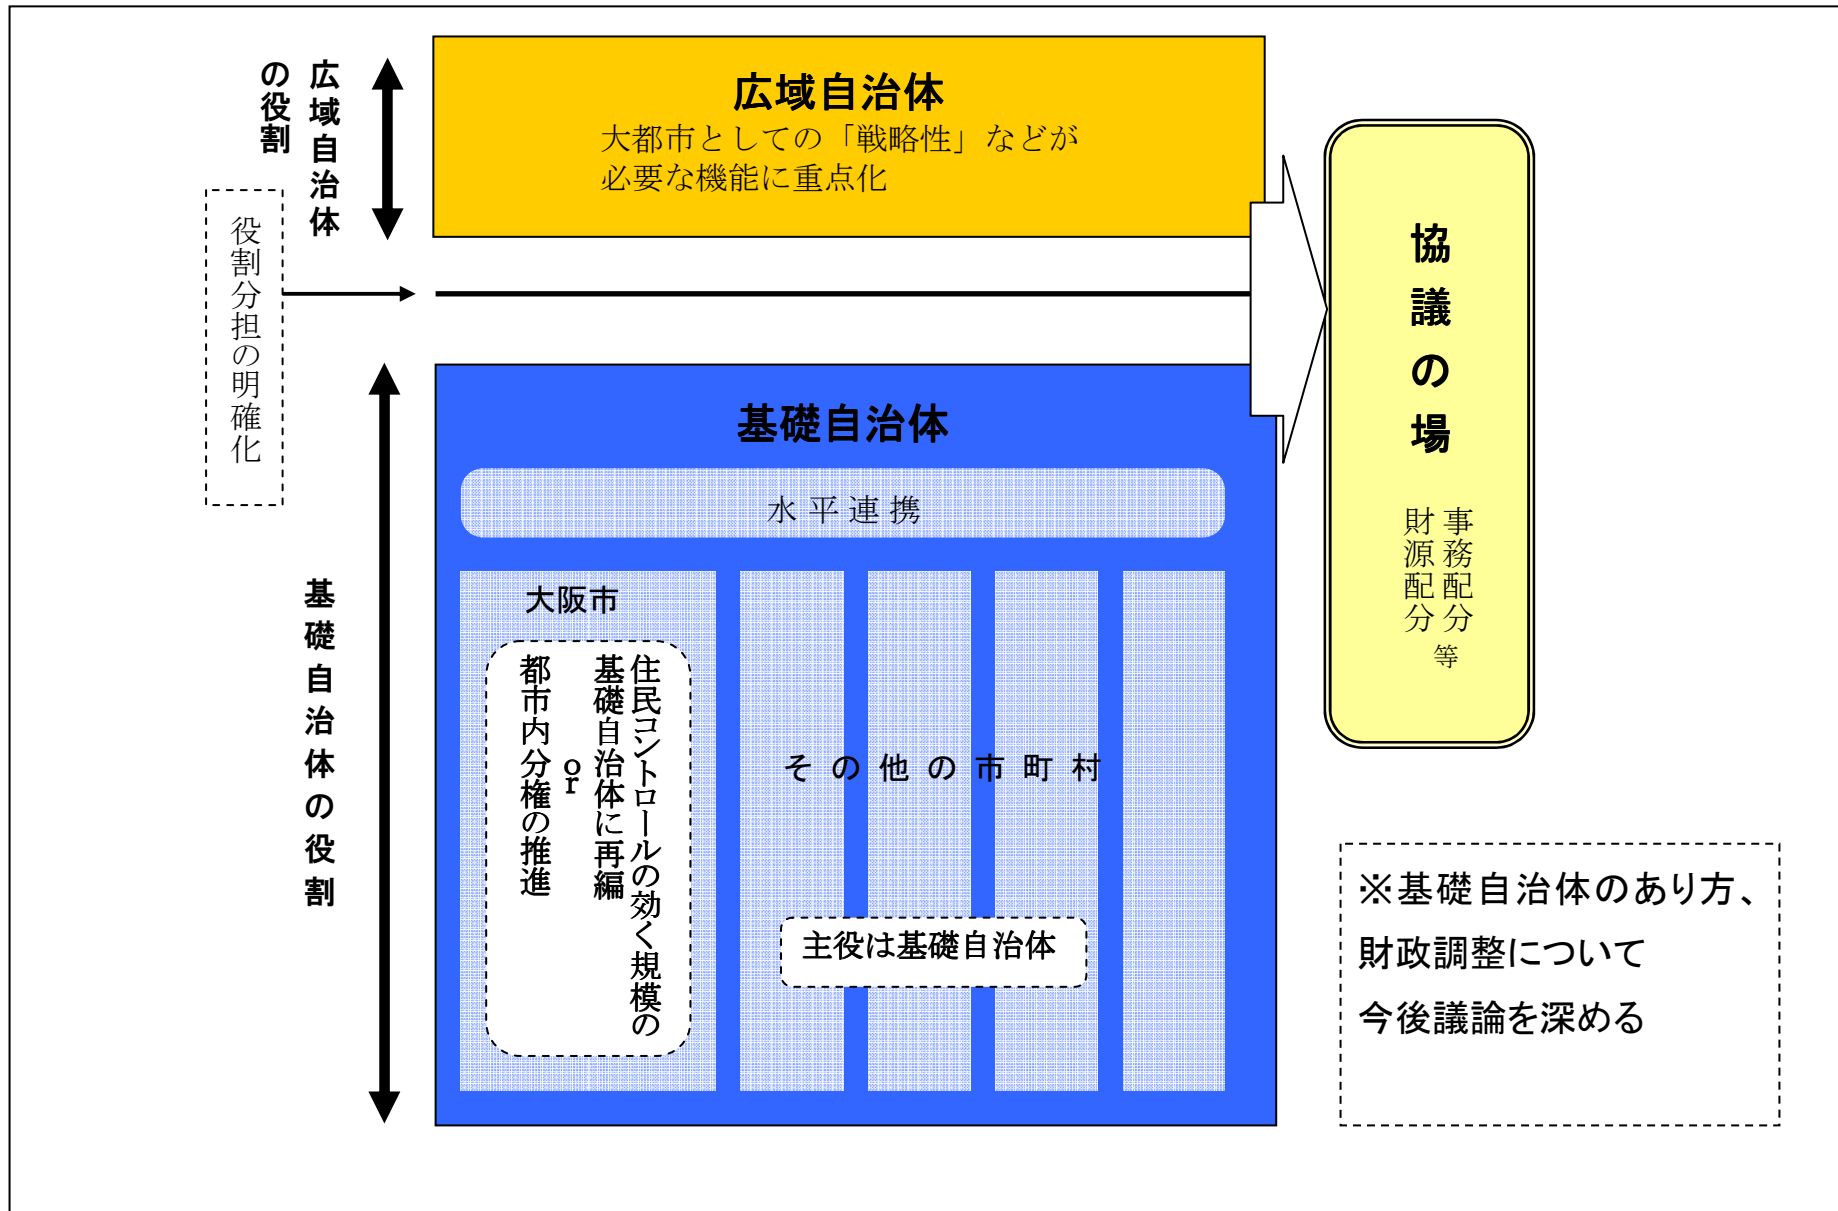 広域自治体
の役割
広域自治体
大都市としての「戦略性」などが
必要な機能に重点化
役割分担の明確化
基礎自治体の役割
基礎自治体
水平連携
大阪市
住民コントロールの効く規模の
基礎自治体に再編
or
都市内分権の推進
その他の市町村
主役は基礎自治体
協議の場
事務配分
財源配分
等
※基礎自治体のあり方、
財政調整について
今後議論を深める